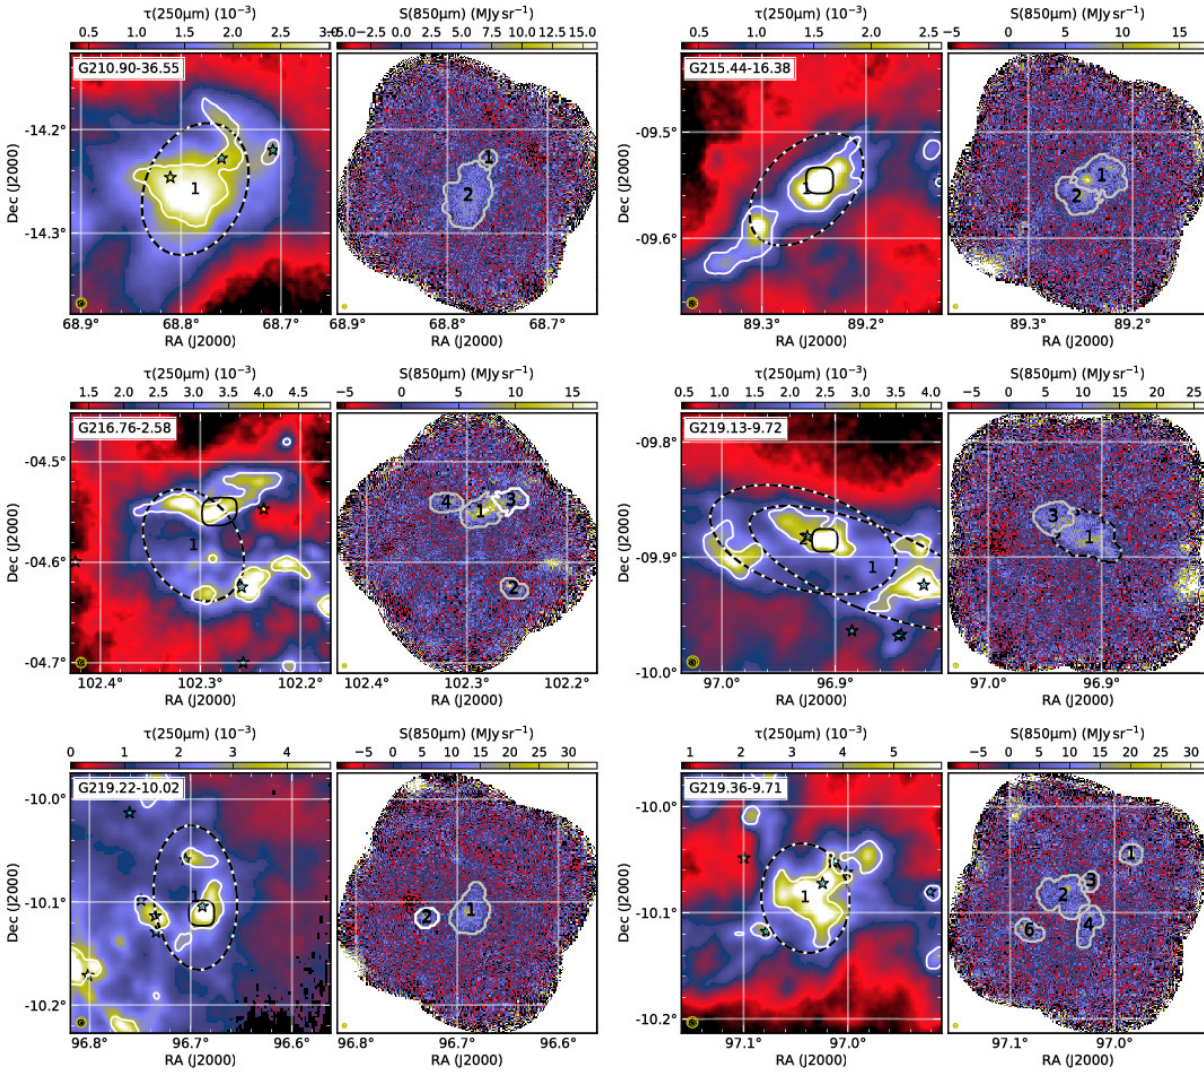 τ(250μm) (10⁻³)
0.5 1.0 1.5 2.0 2.5
G210.90-36.55
1
-14.2°
-14.3°
Dec (J2000)
68.9° 68.8° 68.7°
RA (J2000)
S(850μm) (MJy sr⁻¹)
−2.5 0.0 2.5 5.0 7.5 10.0 12.5 15.0
1
2
68.9° 68.8° 68.7°
RA (J2000)
τ(250μm) (10⁻³)
0.5 1.0 1.5 2.0 2.5
G215.44-16.38
1
-09.5°
-09.6°
Dec (J2000)
89.3° 89.2°
RA (J2000)
S(850μm) (MJy sr⁻¹)
−5 0 5 10 15
1
2
89.3° 89.2°
RA (J2000)
τ(250μm) (10⁻³)
1.5 2.0 2.5 3.0 3.5 4.0 4.5
G216.76-2.58
1
-04.5°
-04.6°
-04.7°
Dec (J2000)
102.4° 102.3° 102.2°
RA (J2000)
S(850μm) (MJy sr⁻¹)
−5 0 5 10 15
4 1 3
2
102.4° 102.3° 102.2°
RA (J2000)
τ(250μm) (10⁻³)
0.5 1.0 1.5 2.0 2.5 3.0 3.5 4.0
G219.13-9.72
2
1
-09.8°
-09.9°
-10.0°
Dec (J2000)
97.0° 96.9°
RA (J2000)
S(850μm) (MJy sr⁻¹)
−5 0 5 10 15 20 25
3
1
97.0° 96.9°
RA (J2000)
τ(250μm) (10⁻³)
0 1 2 3 4
G219.22-10.02
1
-10.0°
-10.1°
-10.2°
Dec (J2000)
96.8° 96.7° 96.6°
RA (J2000)
S(850μm) (MJy sr⁻¹)
−5 0 5 10 15 20 25 30
2 1
96.8° 96.7° 96.6°
RA (J2000)
τ(250μm) (10⁻³)
1 2 3 4 5
G219.36-9.71
1
-10.0°
-10.1°
-10.2°
Dec (J2000)
97.1° 97.0°
RA (J2000)
S(850μm) (MJy sr⁻¹)
−5 0 5 10 15 20 25 30
1
3
2
4
6
97.1° 97.0°
RA (J2000)